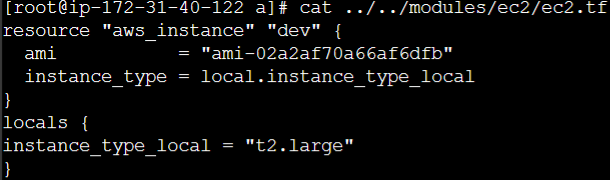 [root@ip-172-31-40-122 a]# cat ../../modules/ec2/ec2.tf
resource "aws_instance" "dev" {
  ami           = "ami-02a2af70a66af6dfb"
  instance_type = local.instance_type_local
}
locals {
instance_type_local = "t2.large"
}